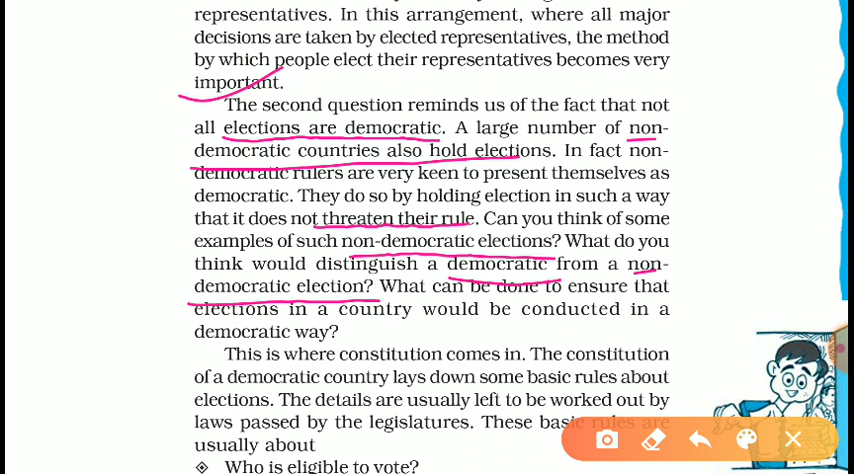 representatives. In this arrangement, where all major
decisions are taken by elected representatives, the method
by which people elect their representatives becomes very
important.
The second question reminds us of the fact that not
all elections are democratic. A large number of non-
democratic countries also hold elections. In fact non-
democratic rulers are very keen to present themselves as
democratic. They do so by holding election in such a way
that it does not threaten their rule. Can you think of some
examples of such non-democratic elections? What do you
think would distinguish a democratic from a non-
democratic election? What can be done to ensure that
elections in a country would be conducted in a
democratic way?
This is where constitution comes in. The constitution
of a democratic country lays down some basic rules about
elections. The details are usually left to be worked out by
laws passed by the legislatures. These basic rules are
usually about
❖ Who is eligible to vote?